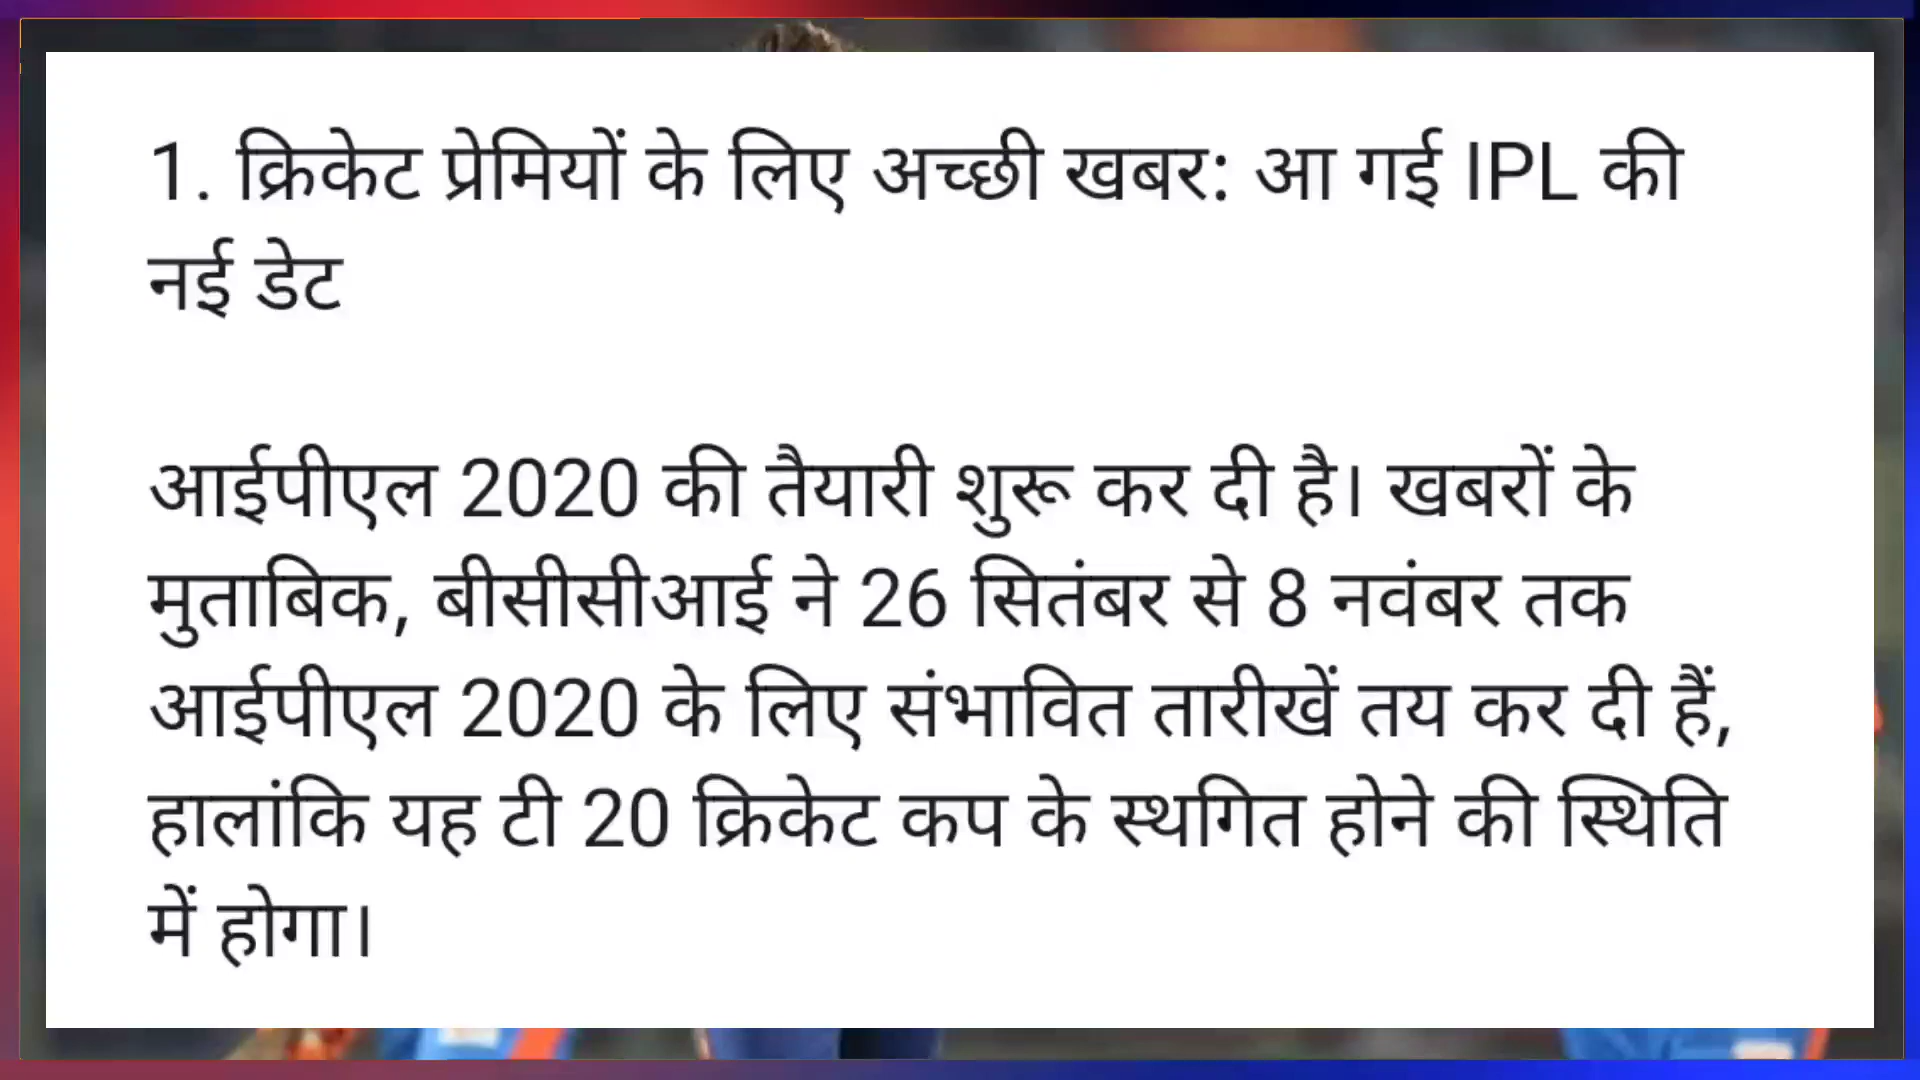 1. क्रिकेट प्रेमियों के लिए अच्छी खबर: आ गई IPL की
नई डेट
आईपीएल 2020 की तैयारी शुरू कर दी है। खबरों के
मुताबिक, बीसीसीआई ने 26 सितंबर से 8 नवंबर तक
आईपीएल 2020 के लिए संभावित तारीखें तय कर दी हैं,
हालांकि यह टी 20 क्रिकेट कप के स्थगित होने की स्थिति
में होगा।